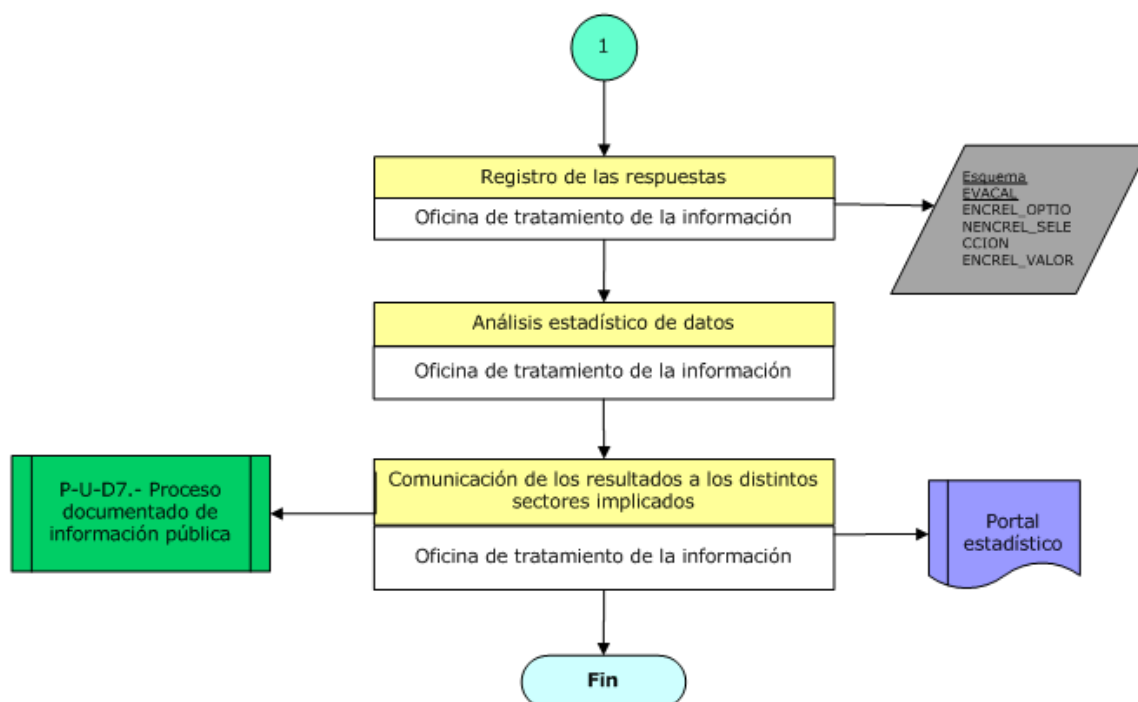 1
Registro de las respuestas
Oficina de tratamiento de la información
Esquema
EVACAL
ENCREL_OPTIO
NENCREL_SELE
CCION
ENCREL_VALOR
Análisis estadístico de datos
Oficina de tratamiento de la información
Comunicación de los resultados a los distintos
sectores implicados
Oficina de tratamiento de la información
P-U-D7.- Proceso
documentado de
información pública
Portal
estadístico
Fin